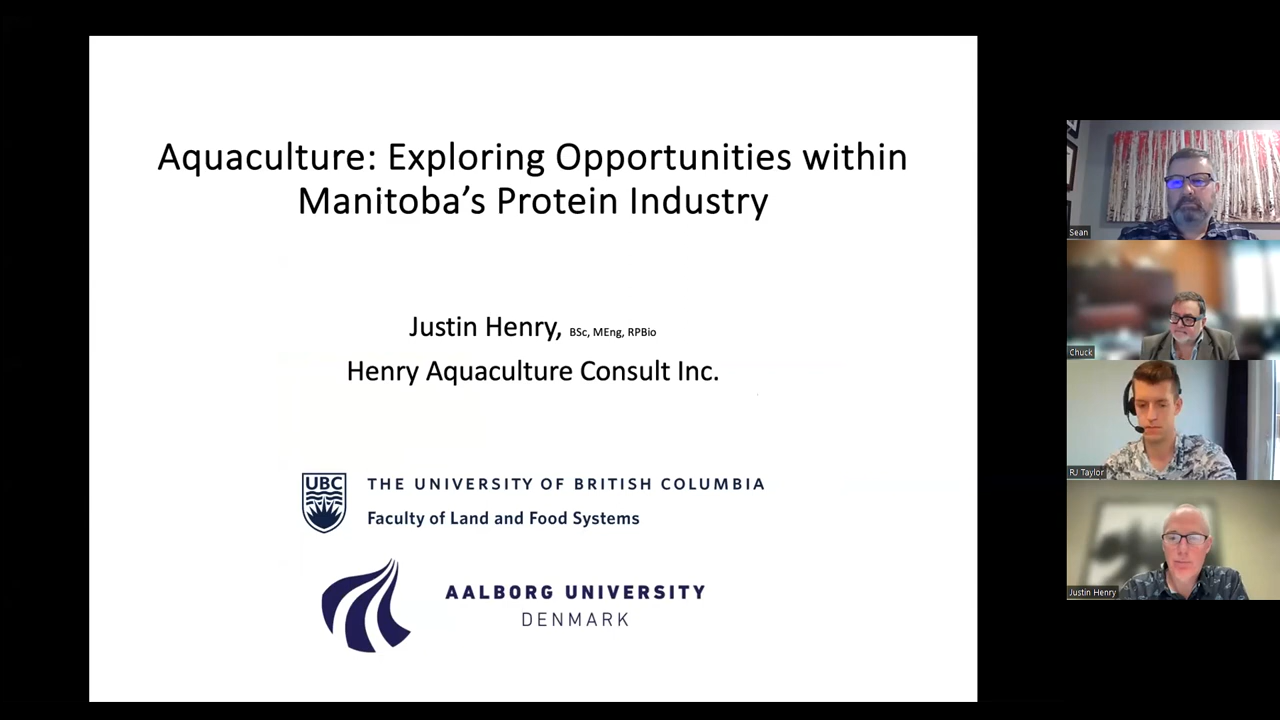 Aquaculture: Exploring Opportunities within
Manitoba's Protein Industry
Justin Henry, BSc, MEng, RPBio
Henry Aquaculture Consult Inc.
UBC
THE UNIVERSITY OF BRITISH COLUMBIA
Faculty of Land and Food Systems
AALBORG UNIVERSITY
DENMARK
Sean
Chuck
RJ Taylor
Justin Henry